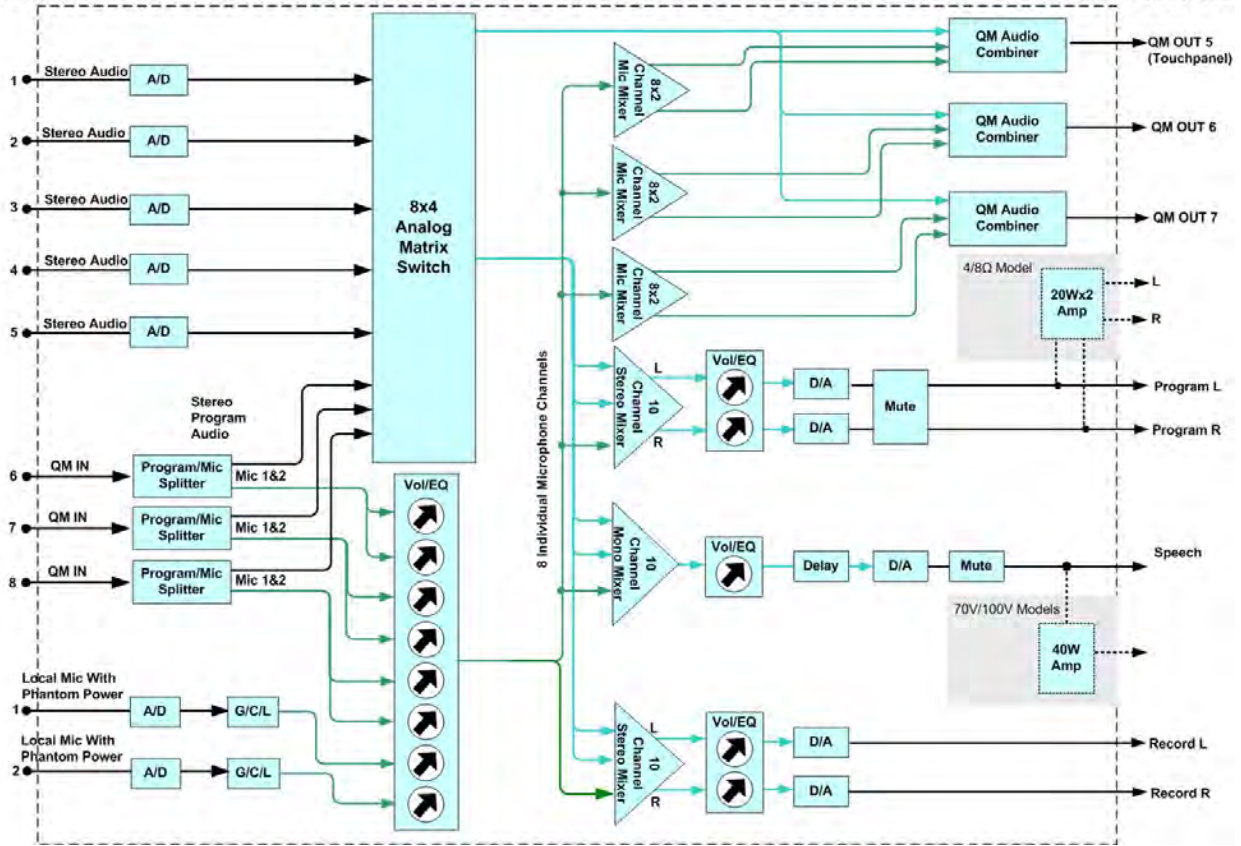 1
Stereo Audio
A/D
2
Stereo Audio
A/D
3
Stereo Audio
A/D
4
Stereo Audio
A/D
5
Stereo Audio
A/D
8x4
Analog
Matrix
Switch
Stereo
Program
Audio
6
QM IN
Program/Mic
Splitter
Mic 1&2
7
QM IN
Program/Mic
Splitter
Mic 1&2
8
QM IN
Program/Mic
Splitter
Mic 1&2
Local Mic With
Phantom Power
1
A/D
G/C/L
Local Mic With
Phantom Power
2
A/D
G/C/L
Vol/EQ
8 Individual Microphone Channels
8x2
Channel
Mic Mixer
8x2
Channel
Mic Mixer
8x2
Channel
Mic Mixer
QM Audio
Combiner
QM OUT 5
(Touchpanel)
QM Audio
Combiner
QM OUT 6
QM Audio
Combiner
QM OUT 7
4/8Ω Model
20Wx2
Amp
L
R
10
Channel
Stereo Mixer
L
R
Vol/EQ
D/A
D/A
Mute
Program L
Program R
10
Channel
Mono Mixer
Vol/EQ
Delay
D/A
Mute
Speech
70V/100V Models
40W
Amp
10
Channel
Stereo Mixer
L
R
Vol/EQ
D/A
D/A
Record L
Record R